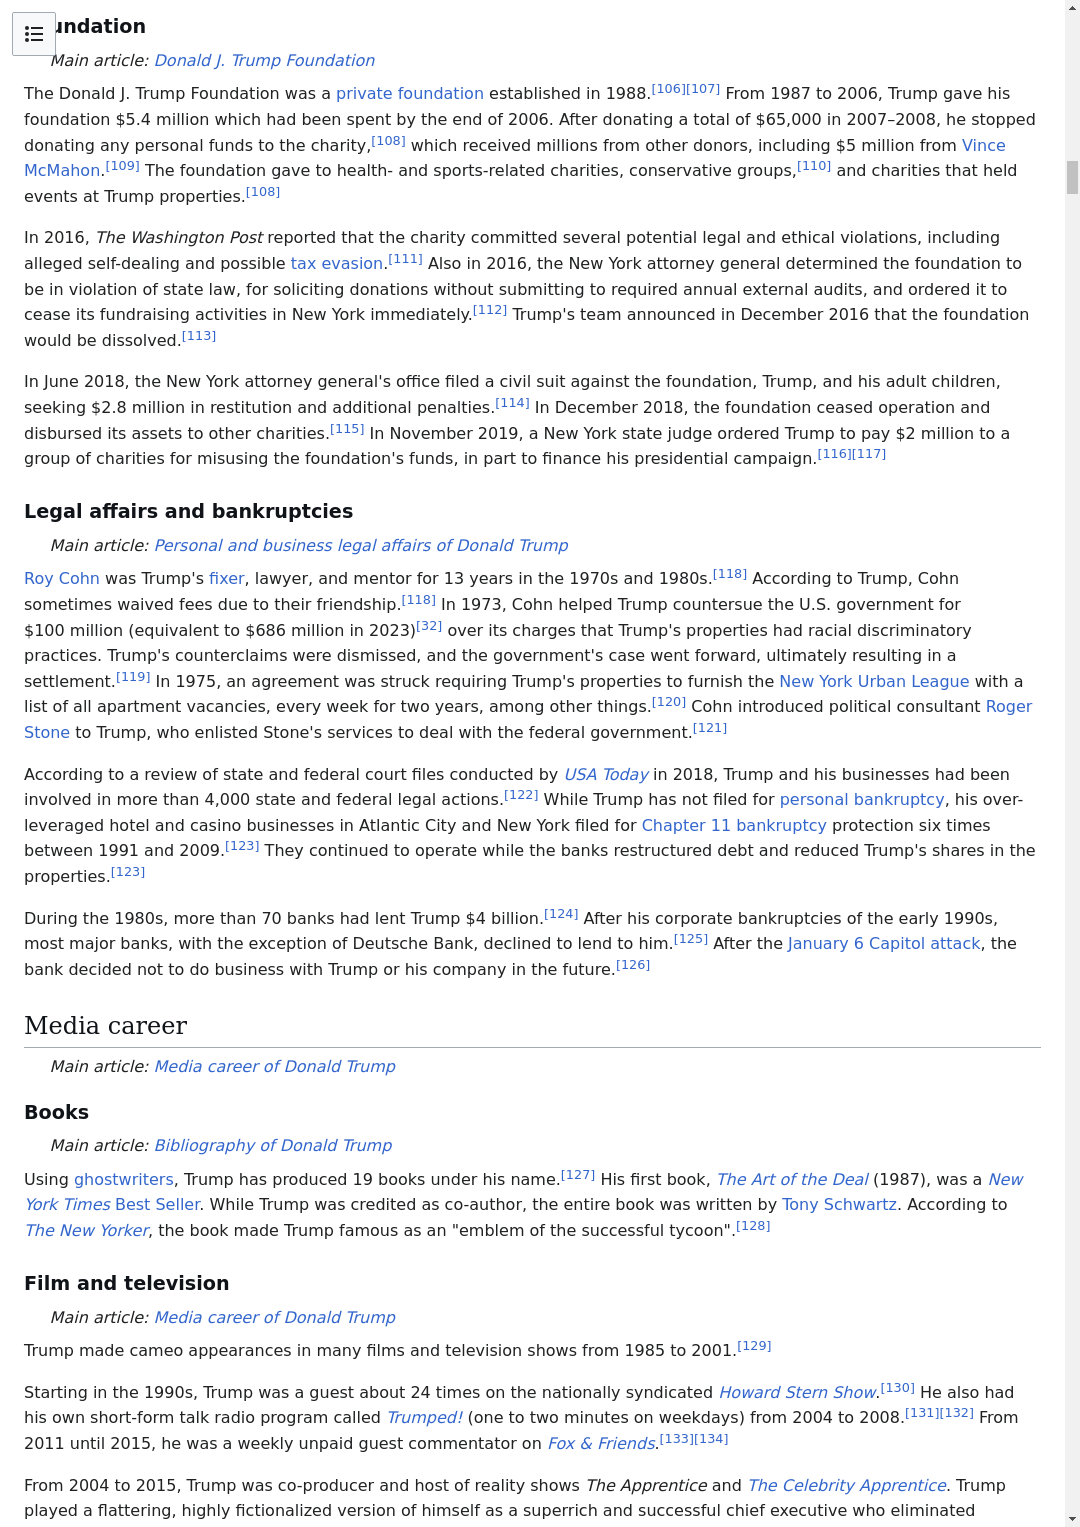 undation
Main article: Donald J. Trump Foundation
The Donald J. Trump Foundation was a private foundation established in 1988.[106][107] From 1987 to 2006, Trump gave his
foundation $5.4 million which had been spent by the end of 2006. After donating a total of $65,000 in 2007–2008, he stopped
donating any personal funds to the charity,[108] which received millions from other donors, including $5 million from Vince
McMahon.[109] The foundation gave to health- and sports-related charities, conservative groups,[110] and charities that held
events at Trump properties.[108]
In 2016, The Washington Post reported that the charity committed several potential legal and ethical violations, including
alleged self-dealing and possible tax evasion.[111] Also in 2016, the New York attorney general determined the foundation to
be in violation of state law, for soliciting donations without submitting to required annual external audits, and ordered it to
cease its fundraising activities in New York immediately.[112] Trump's team announced in December 2016 that the foundation
would be dissolved.[113]
In June 2018, the New York attorney general's office filed a civil suit against the foundation, Trump, and his adult children,
seeking $2.8 million in restitution and additional penalties.[114] In December 2018, the foundation ceased operation and
disbursed its assets to other charities.[115] In November 2019, a New York state judge ordered Trump to pay $2 million to a
group of charities for misusing the foundation's funds, in part to finance his presidential campaign.[116][117]
Legal affairs and bankruptcies
Main article: Personal and business legal affairs of Donald Trump
Roy Cohn was Trump's fixer, lawyer, and mentor for 13 years in the 1970s and 1980s.[118] According to Trump, Cohn
sometimes waived fees due to their friendship.[118] In 1973, Cohn helped Trump countersue the U.S. government for
$100 million (equivalent to $686 million in 2023)[32] over its charges that Trump's properties had racial discriminatory
practices. Trump's counterclaims were dismissed, and the government's case went forward, ultimately resulting in a
settlement.[119] In 1975, an agreement was struck requiring Trump's properties to furnish the New York Urban League with a
list of all apartment vacancies, every week for two years, among other things.[120] Cohn introduced political consultant Roger
Stone to Trump, who enlisted Stone's services to deal with the federal government.[121]
According to a review of state and federal court files conducted by USA Today in 2018, Trump and his businesses had been
involved in more than 4,000 state and federal legal actions.[122] While Trump has not filed for personal bankruptcy, his over-
leveraged hotel and casino businesses in Atlantic City and New York filed for Chapter 11 bankruptcy protection six times
between 1991 and 2009.[123] They continued to operate while the banks restructured debt and reduced Trump's shares in the
properties.[123]
During the 1980s, more than 70 banks had lent Trump $4 billion.[124] After his corporate bankruptcies of the early 1990s,
most major banks, with the exception of Deutsche Bank, declined to lend to him.[125] After the January 6 Capitol attack, the
bank decided not to do business with Trump or his company in the future.[126]
Media career
Main article: Media career of Donald Trump
Books
Main article: Bibliography of Donald Trump
Using ghostwriters, Trump has produced 19 books under his name.[127] His first book, The Art of the Deal (1987), was a New
York Times Best Seller. While Trump was credited as co-author, the entire book was written by Tony Schwartz. According to
The New Yorker, the book made Trump famous as an "emblem of the successful tycoon".[128]
Film and television
Main article: Media career of Donald Trump
Trump made cameo appearances in many films and television shows from 1985 to 2001.[129]
Starting in the 1990s, Trump was a guest about 24 times on the nationally syndicated Howard Stern Show.[130] He also had
his own short-form talk radio program called Trumped! (one to two minutes on weekdays) from 2004 to 2008.[131][132] From
2011 until 2015, he was a weekly unpaid guest commentator on Fox & Friends.[133][134]
From 2004 to 2015, Trump was co-producer and host of reality shows The Apprentice and The Celebrity Apprentice. Trump
played a flattering, highly fictionalized version of himself as a superrich and successful chief executive who eliminated